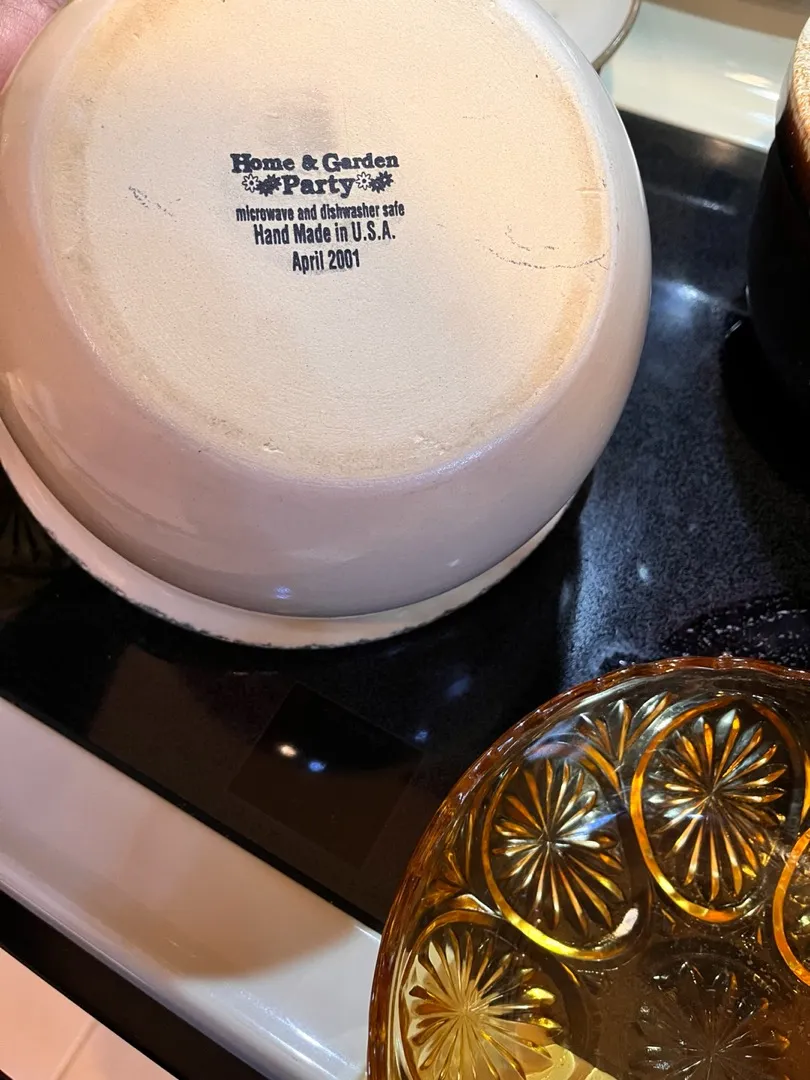 Home & Garden
Party
microwave and dishwasher safe
Hand Made in U.S.A.
April 2001